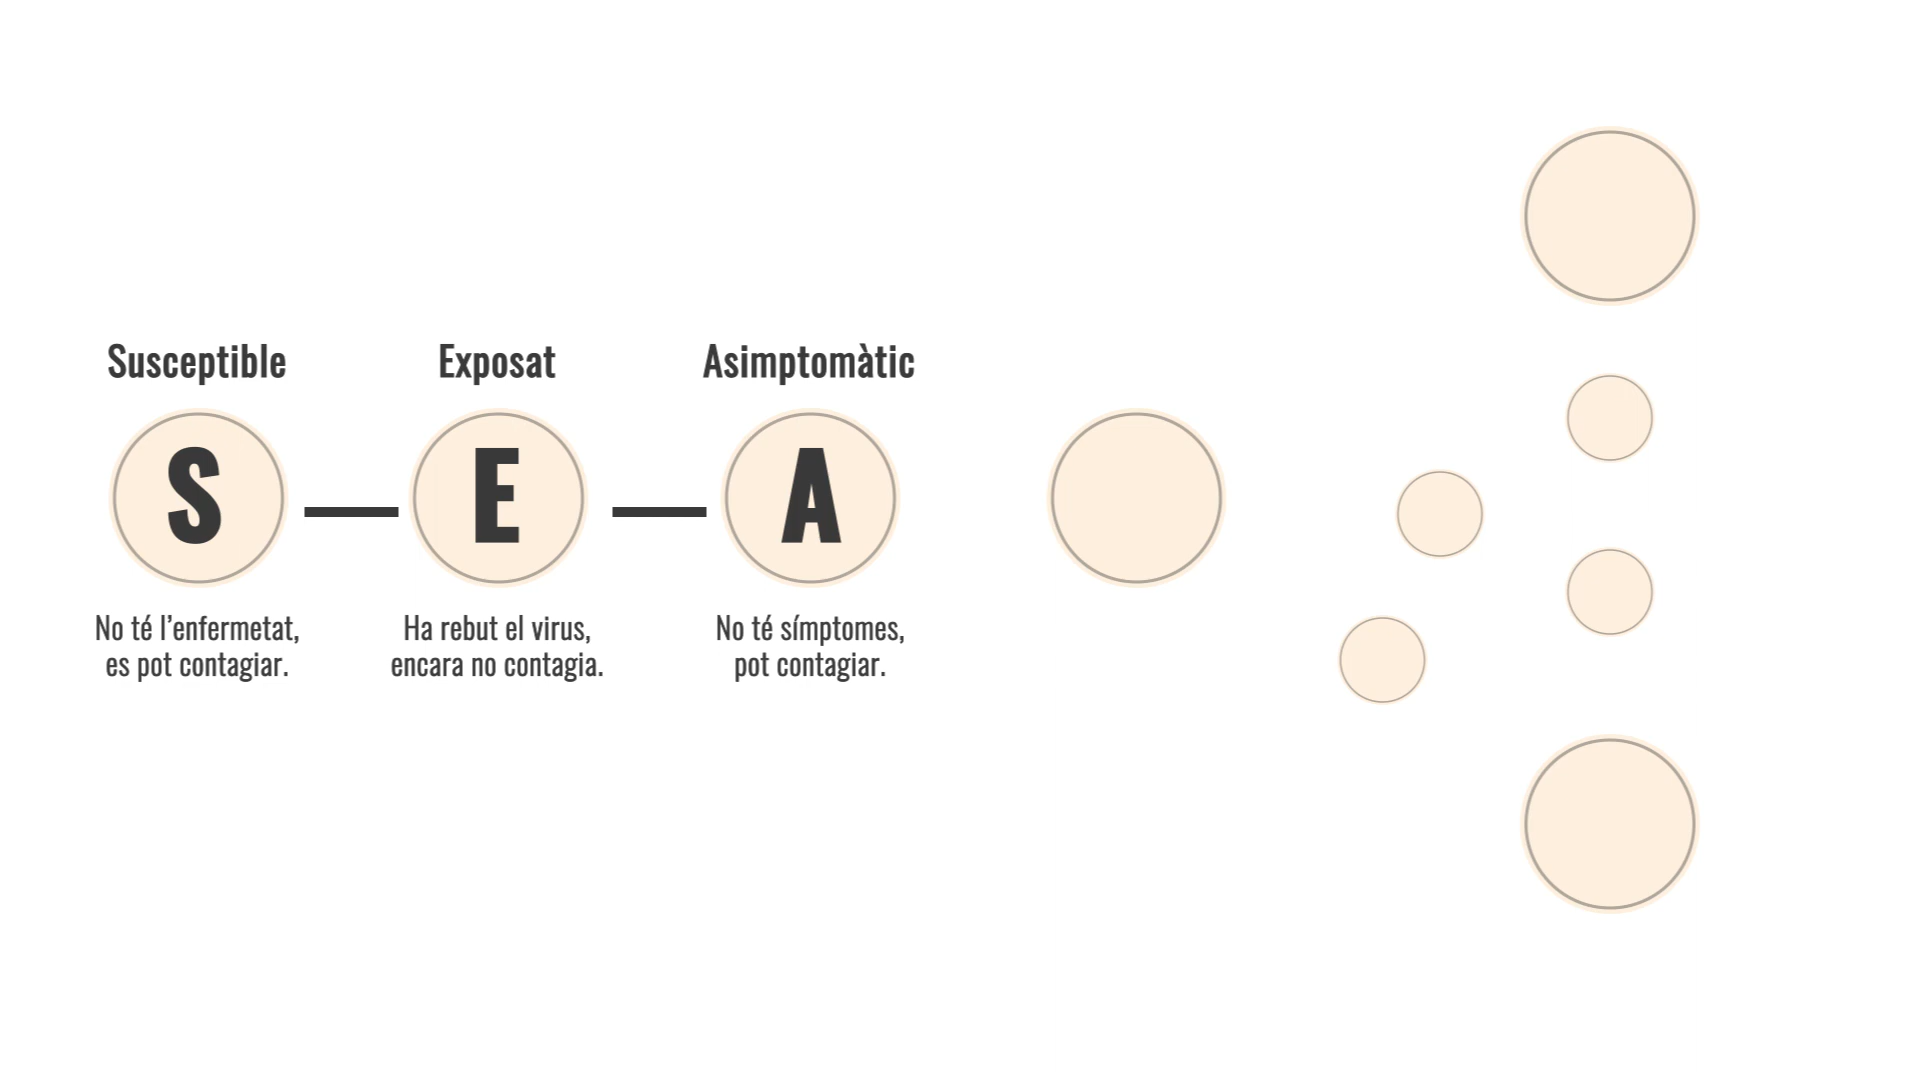 Susceptible
Exposat
Asimptomàtic
S
E
A
No té l’enfermetat,
es pot contagiar.
Ha rebut el virus,
encara no contagia.
No té símptomes,
pot contagiar.